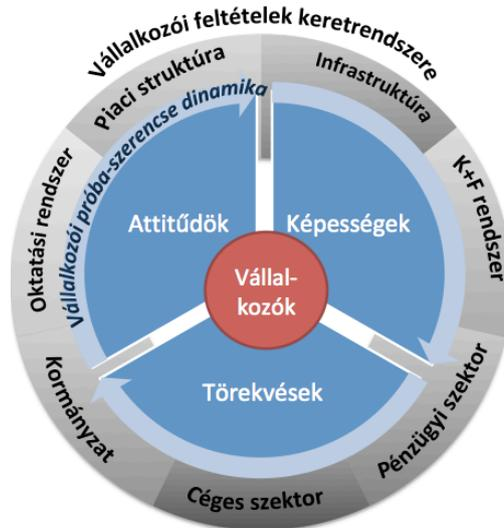 Vállalkozói feltételek keretrendszere
Piaci struktúra
Infrastruktúra
Vállalkozói próba-szerencse dinamika
Oktatási rendszer
K+F rendszer
Attitűdök
Képességek
Vállal-
kozók
Törekvések
Kormányzat
Pénzügyi szektor
Céges szektor